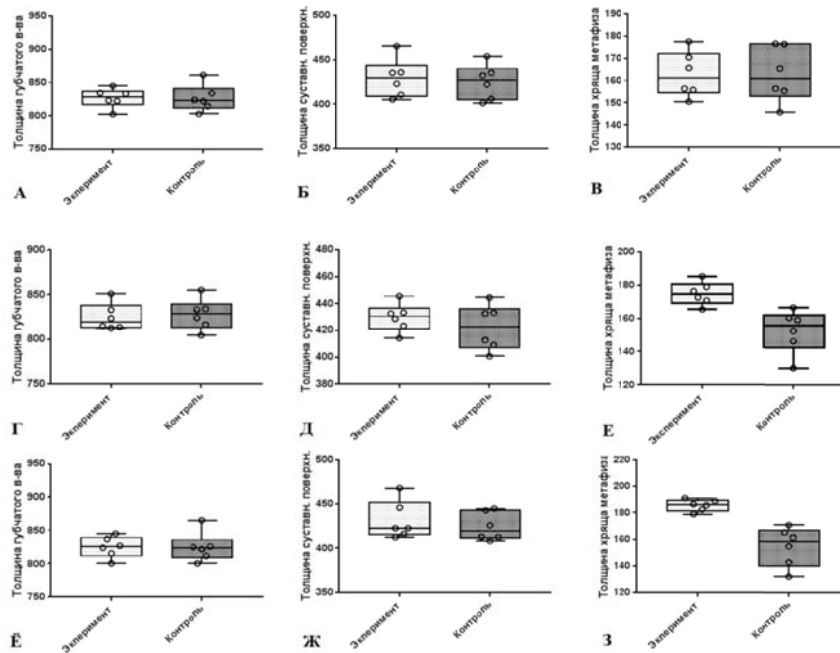 Толщина губчатого в-ва
950
900
850
800
750
Экперимент
Контроль
А
Толщина суставн. поверхн.
500
450
400
350
Экперимент
Контроль
Б
Толщина хряща метафиза
190
180
170
160
150
140
130
Экперимент
Контроль
В
Толщина губчатого в-ва
900
850
800
750
Экперимент
Контроль
Г
Толщина суставн. поверхн.
480
460
440
420
400
380
Экперимент
Контроль
Д
Толщина хряща метафиза
200
180
160
140
120
Эксперимент
Контроль
Е
Толщина губчатого в-ва
950
900
850
800
750
Экперимент
Контроль
Ё
Толщина суставн. поверхн.
500
450
400
350
Экперимент
Контроль
Ж
Толщина хряща метафиза
220
200
180
160
140
120
Экперимент
Контроль
З